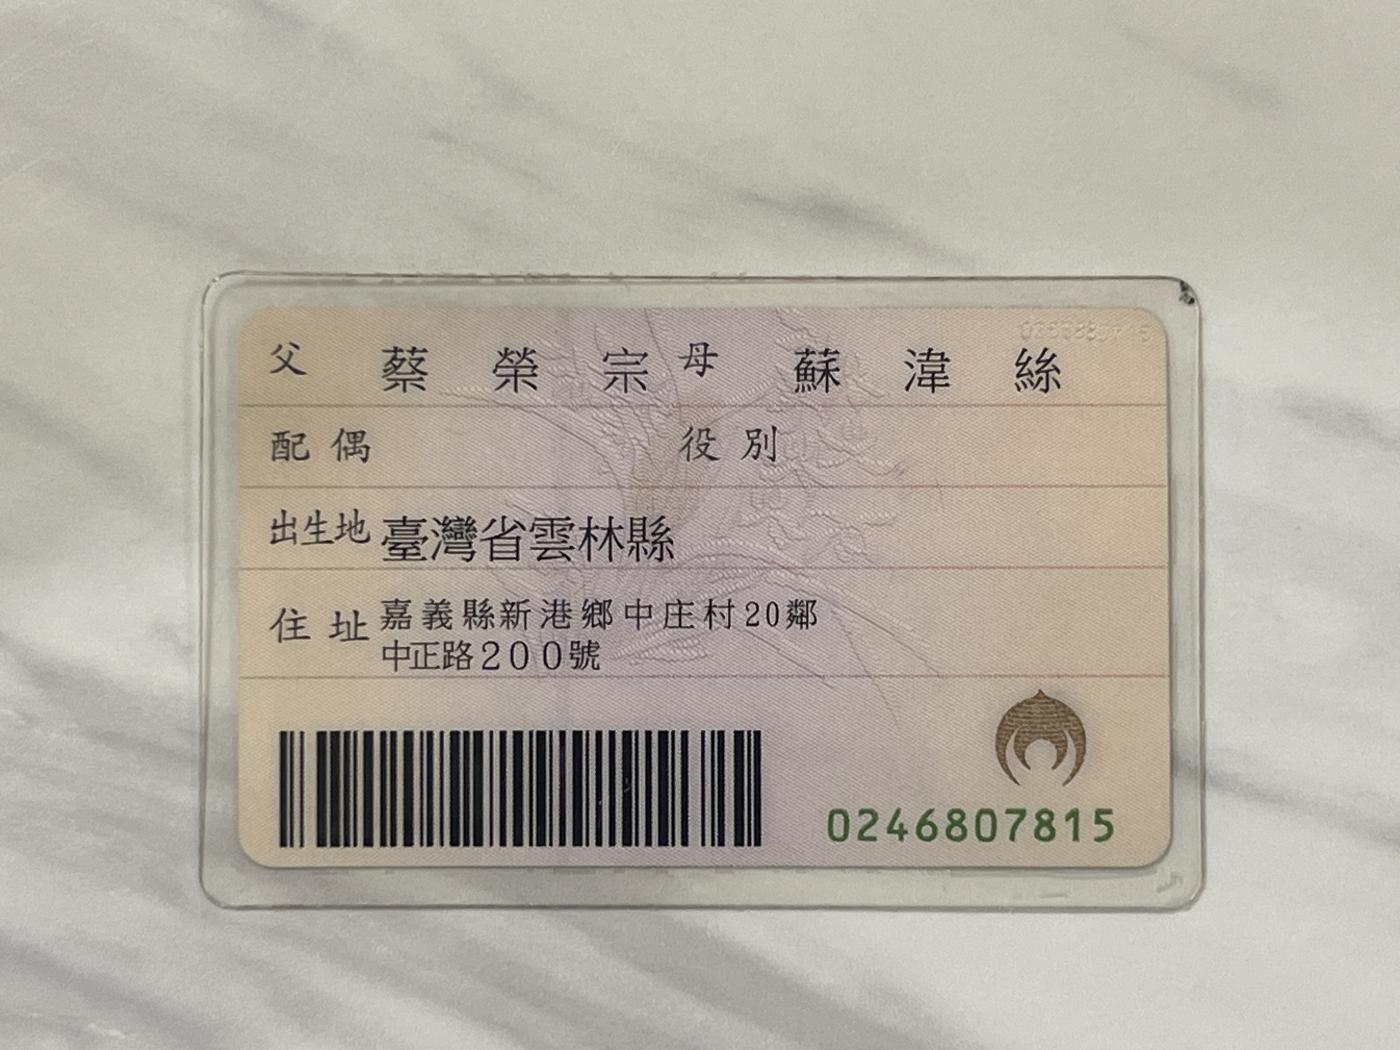 父 蔡榮宗 母 蘇湋絲
配偶 役別
出生地 臺灣省雲林縣
住址 嘉義縣新港鄉中庄村20鄰
中正路200號
0246807815